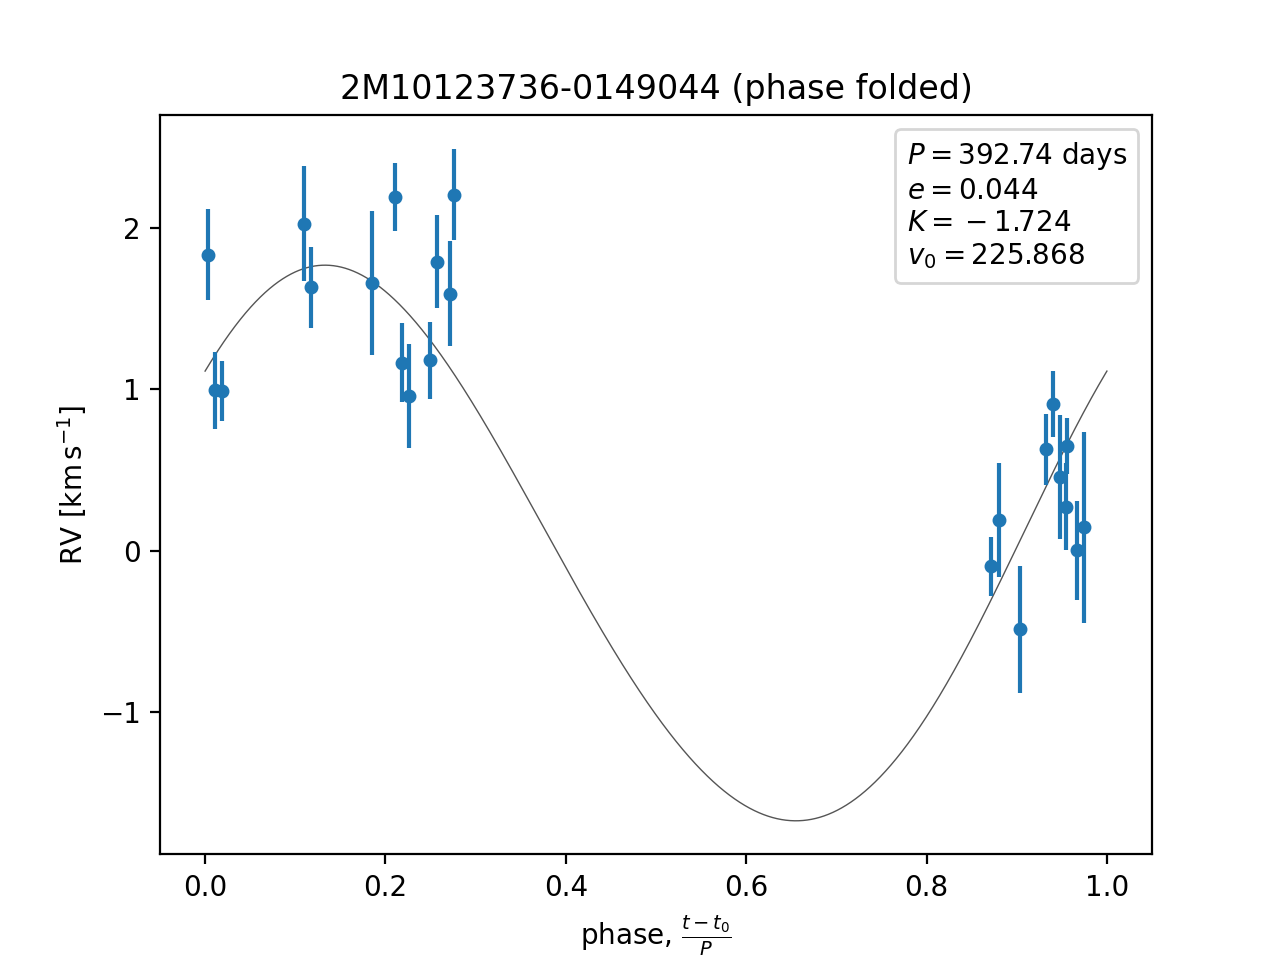 2M10123736-0149044 (phase folded)
P = 392.74 days
e = 0.044
K = −1.724
v₀ = 225.868
RV [km s⁻¹]
2
1
0
−1
0.0 0.2 0.4 0.6 0.8 1.0
phase, (t − t₀)/P